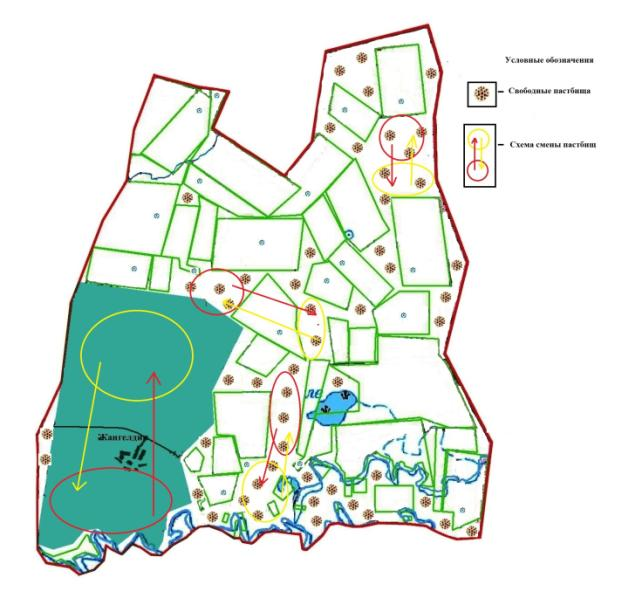 Условные обозначения
- Свободные пастбища
- Схема смены пастбищ
Жангелдин